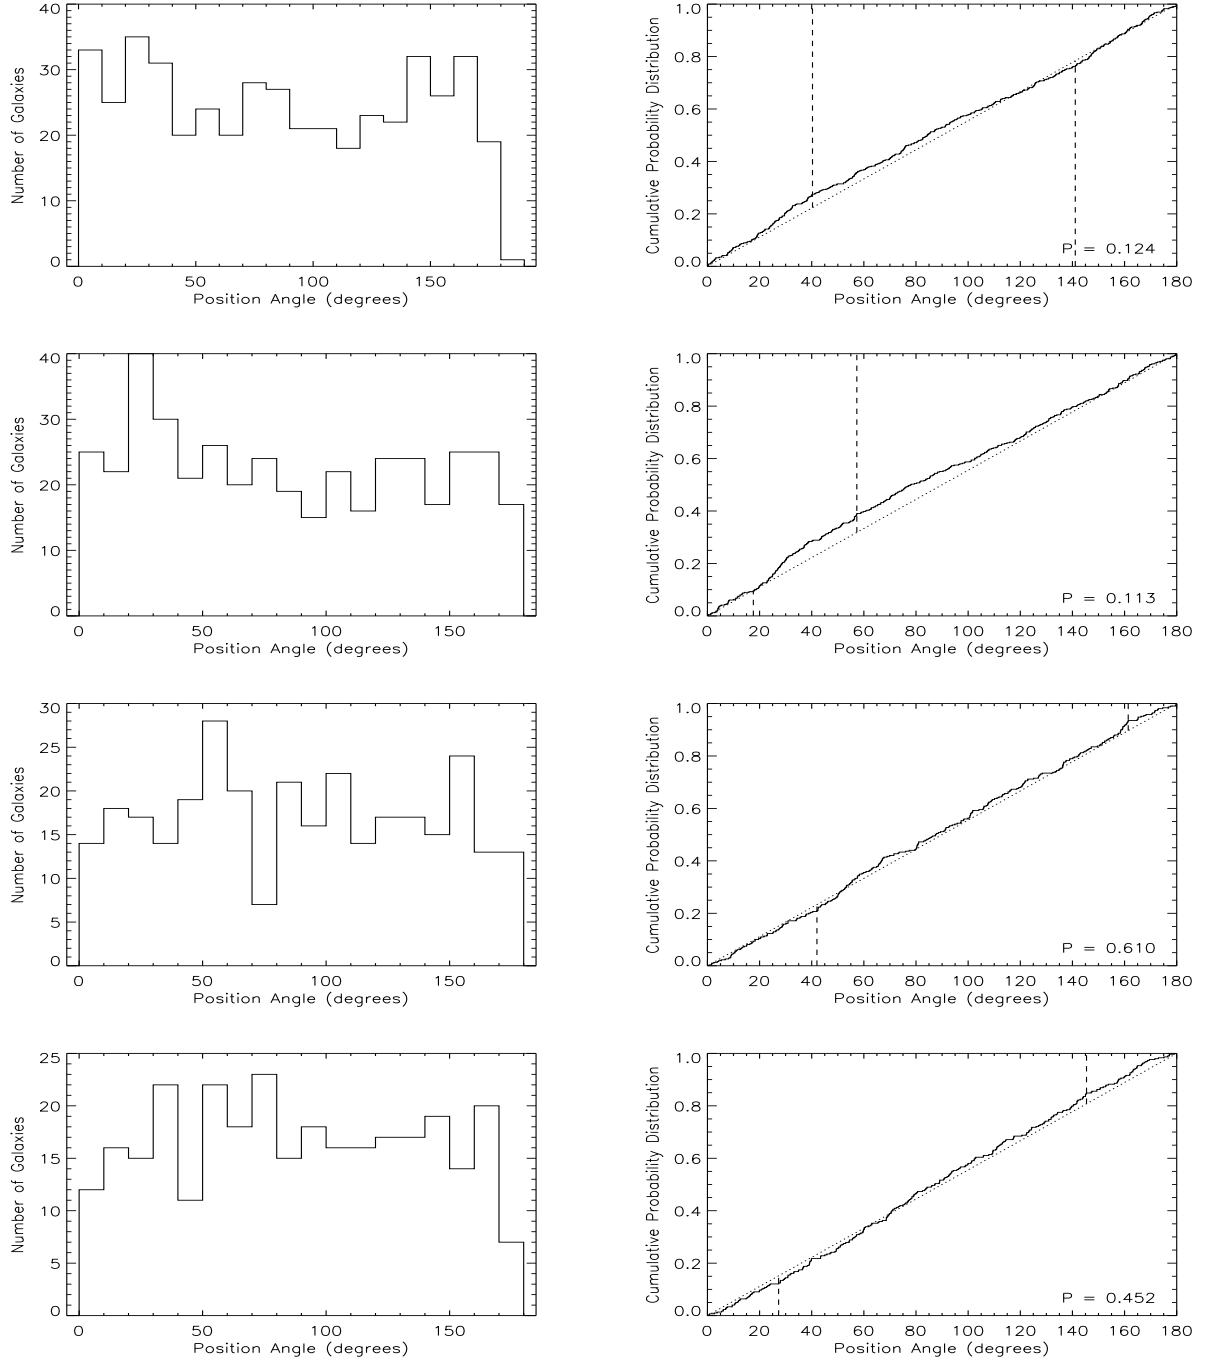 40
30
20
10
0
Number of Galaxies
0 50 100 150
Position Angle (degrees)
1.0
0.8
0.6
0.4
0.2
0.0
Cumulative Probability Distribution
P = 0.124
0 20 40 60 80 100 120 140 160 180
Position Angle (degrees)
40
30
20
10
0
Number of Galaxies
0 50 100 150
Position Angle (degrees)
1.0
0.8
0.6
0.4
0.2
0.0
Cumulative Probability Distribution
P = 0.113
0 20 40 60 80 100 120 140 160 180
Position Angle (degrees)
30
25
20
15
10
5
0
Number of Galaxies
0 50 100 150
Position Angle (degrees)
1.0
0.8
0.6
0.4
0.2
0.0
Cumulative Probability Distribution
P = 0.610
0 20 40 60 80 100 120 140 160 180
Position Angle (degrees)
25
20
15
10
5
0
Number of Galaxies
0 50 100 150
Position Angle (degrees)
1.0
0.8
0.6
0.4
0.2
0.0
Cumulative Probability Distribution
P = 0.452
0 20 40 60 80 100 120 140 160 180
Position Angle (degrees)